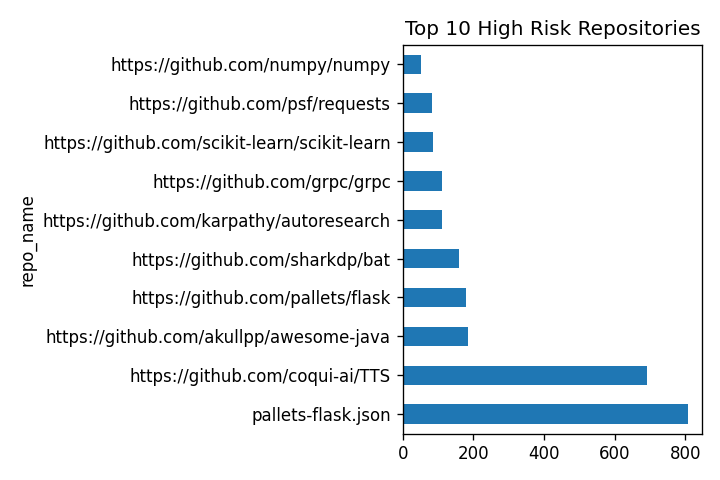 Top 10 High Risk Repositories
https://github.com/numpy/numpy
https://github.com/psf/requests
https://github.com/scikit-learn/scikit-learn
https://github.com/grpc/grpc
https://github.com/karpathy/autoresearch
https://github.com/sharkdp/bat
https://github.com/pallets/flask
https://github.com/akullpp/awesome-java
https://github.com/coqui-ai/TTS
pallets-flask.json
repo_name
0 200 400 600 800